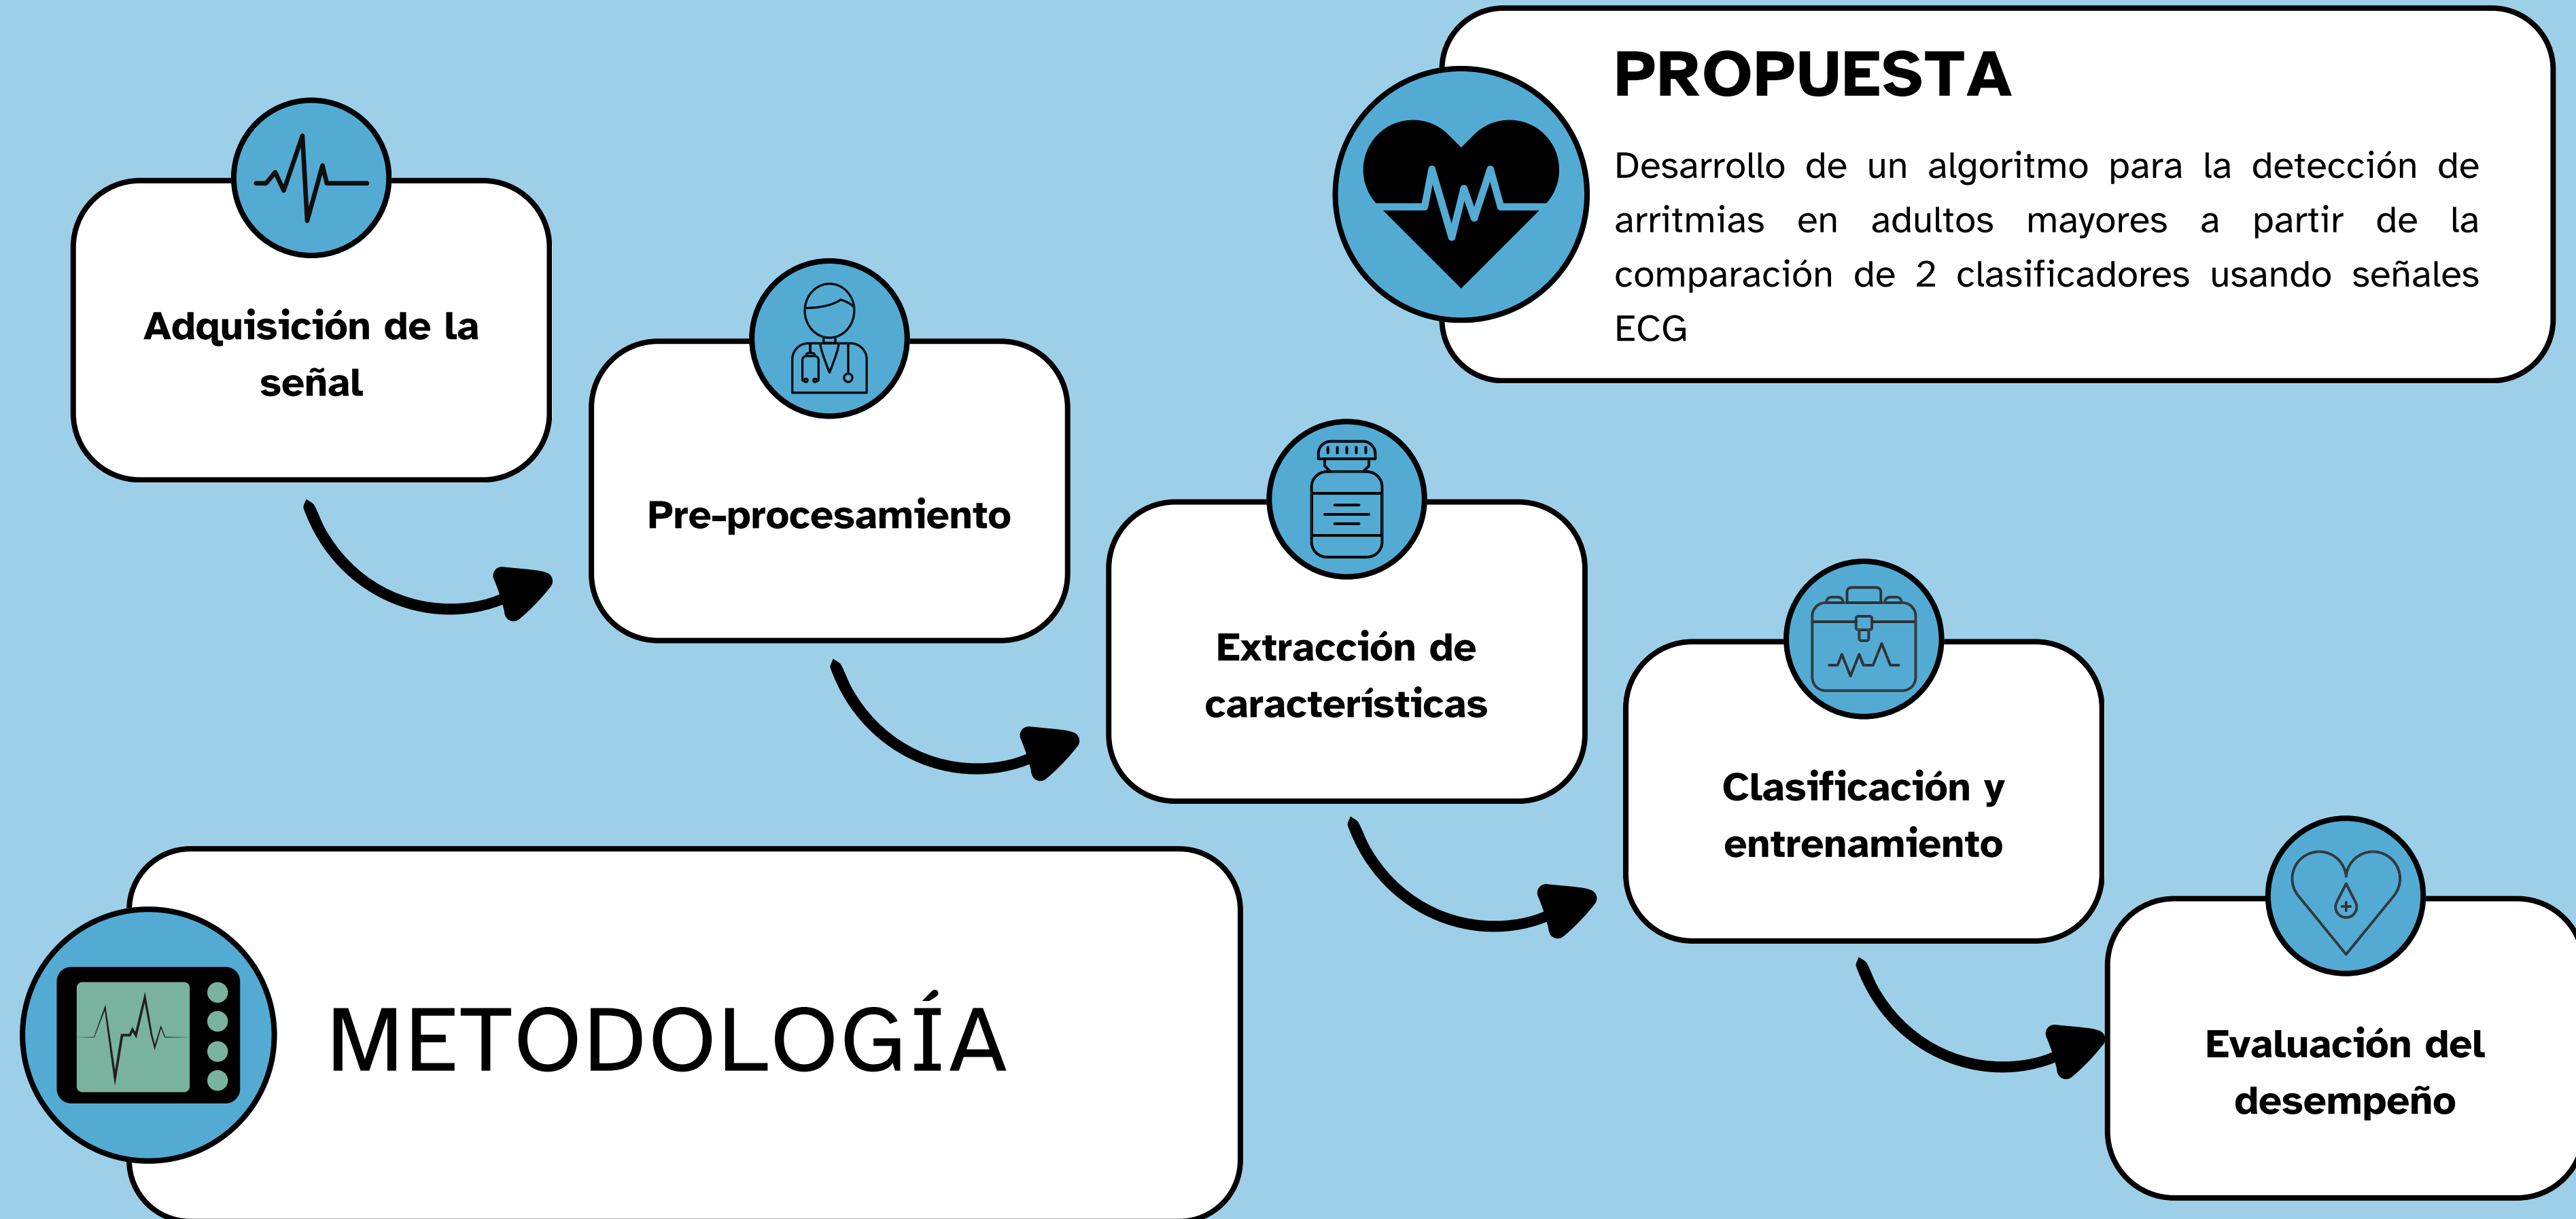 PROPUESTA
Desarrollo de un algoritmo para la detección de
arritmias en adultos mayores a partir de la
comparación de 2 clasificadores usando señales
ECG
Adquisición de la
señal
Pre-procesamiento
Extracción de
características
Clasificación y
entrenamiento
Evaluación del
desempeño
METODOLOGÍA